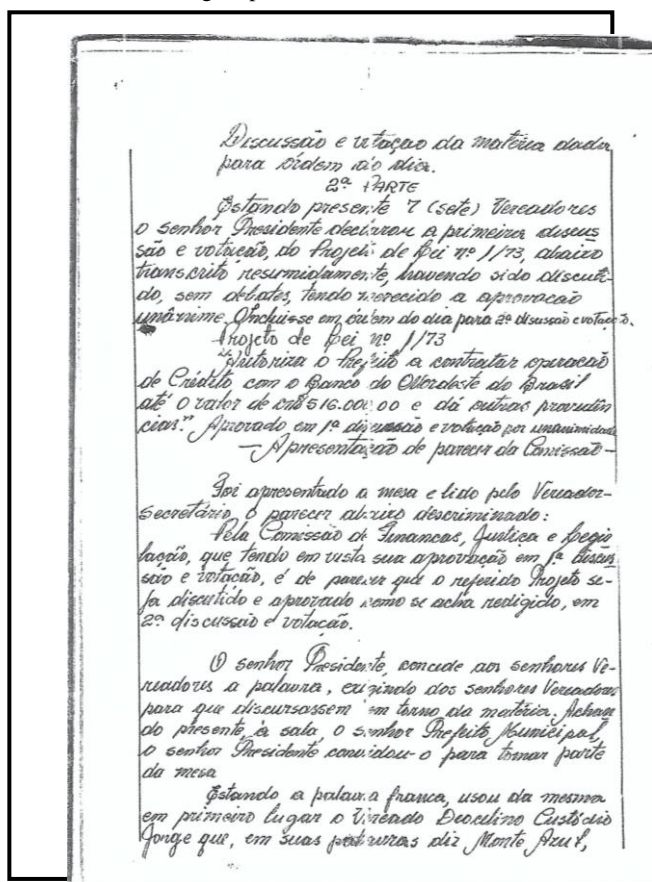 Discussão e votação da matéria dada
para órdem do dia.
2ª PARTE
Estando presente 7 (sete) Vereadores
o senhor Presidente declarou a primeira discus
são e votação, do Projeto de Lei nº 1/73, abaixo
transcrito resumidamente, havendo sido discuti-
do, sem debates, tendo merecido a aprovação
unânime. Incluisse em órdem do dia para 2ª discussão e votação.
Projeto de Lei nº 1/73
"Autoriza o Prefeito a contratar operação
de Crédito com o Banco do Nordeste do Brasil
até o valor de cr$ 516.000,00 e dá outras providên
cias." Aprovado em 1ª discussão e votação por unanimidade
— Apresentação de parecer da Comissão —
Foi apresentado a mesa e lido pelo Vereador-
Secretário, o parecer abaixo descriminado:
Pela Comissão de Finanças, Justiça e Legis
lação, que tendo em vista sua aprovação em 1ª discus
são e votação, é de parecer que o referido Projeto se-
ja discutido e aprovado como se acha redigido, em
2ª discussão e votação.
O senhor Presidente, concede aos senhores Ve-
readores a palavra, exigindo dos senhores Vereadores
para que discursassem em torno da matéria. Achan
do presente, à sala, o senhor Prefeito Municipal,
o senhor Presidente convidou-o para tomar parte
da mesa
Estando a palavra franca, usou da mesma
em primeiro lugar o Vereado Deoclino Custódio
Jorge que, em suas palavras diz Monte Azul,